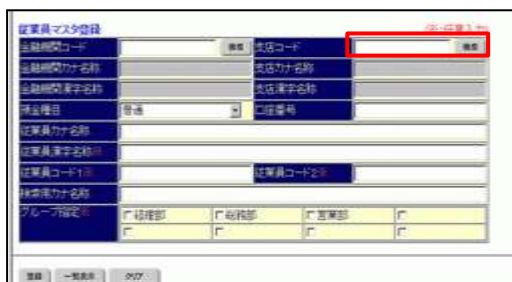 従業員マスタ登録 (※:任意入力)
金融機関コード 検索 支店コード 検索
金融機関カナ名称 支店カナ名称
金融機関漢字名称 支店漢字名称
預金種目 普通 口座番号
従業員カナ名称
従業員漢字名称※
従業員コード1※ 従業員コード2※
検索用カナ名称
グループ指定※ 経理部 総務部 営業部
登録 一覧表示 クリア